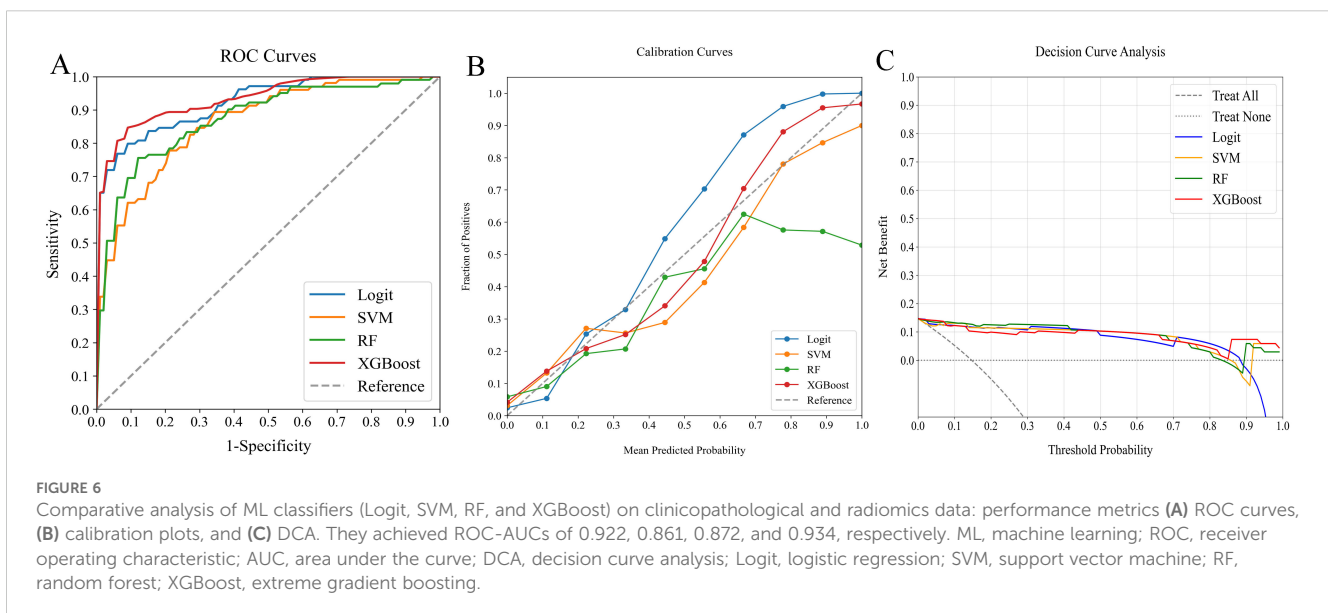 A
ROC Curves
1.0
0.9
0.8
0.7
0.6
0.5
0.4
0.3
0.2
0.1
0.0
Sensitivity
0.0 0.1 0.2 0.3 0.4 0.5 0.6 0.7 0.8 0.9 1.0
1-Specificity
Logit
SVM
RF
XGBoost
Reference
B
Calibration Curves
1.0
0.9
0.8
0.7
0.6
0.5
0.4
0.3
0.2
0.1
0.0
Fraction of Positives
0.0 0.1 0.2 0.3 0.4 0.5 0.6 0.7 0.8 0.9 1.0
Mean Predicted Probability
Logit
SVM
RF
XGBoost
Reference
C
Decision Curve Analysis
1.0
0.9
0.8
0.7
0.6
0.5
0.4
0.3
0.2
0.1
0.0
Net Benefit
0.0 0.1 0.2 0.3 0.4 0.5 0.6 0.7 0.8 0.9 1.0
Threshold Probability
Treat All
Treat None
Logit
SVM
RF
XGBoost
FIGURE 6
Comparative analysis of ML classifiers (Logit, SVM, RF, and XGBoost) on clinicopathological and radiomics data: performance metrics (A) ROC curves,
(B) calibration plots, and (C) DCA. They achieved ROC-AUCs of 0.922, 0.861, 0.872, and 0.934, respectively. ML, machine learning; ROC, receiver
operating characteristic; AUC, area under the curve; DCA, decision curve analysis; Logit, logistic regression; SVM, support vector machine; RF,
random forest; XGBoost, extreme gradient boosting.